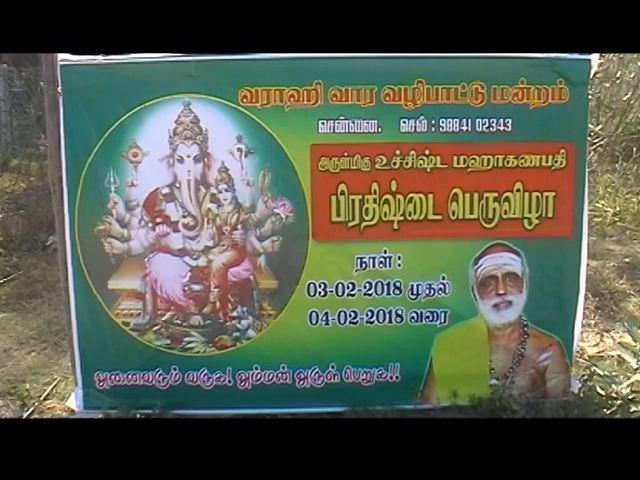 வராஹி வார வழிபாட்டு மன்றம்
சென்னை. செல் : 98841 02343
அருள்மிகு உச்சிஷ்ட மஹாகணபதி
பிரதிஷ்டை பெருவிழா
நாள் :
03-02-2018 முதல்
04-02-2018 வரை
அனைவரும் வருக! அம்மன் அருள் பெறுக!!